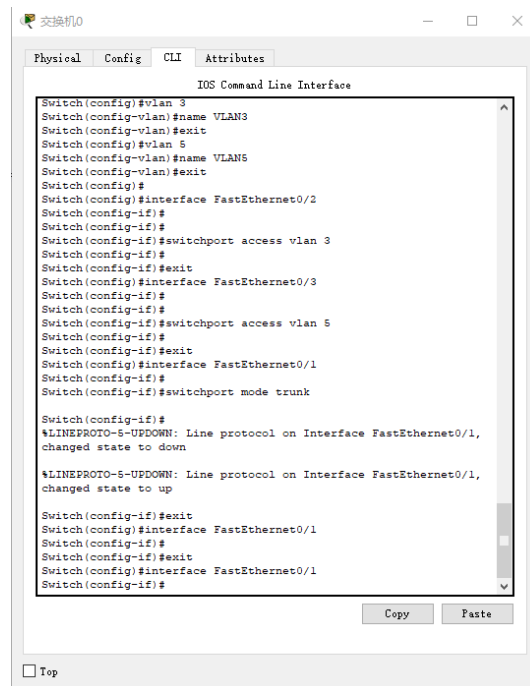 交换机0
Physical Config CLI Attributes
IOS Command Line Interface
Switch(config)#vlan 3
Switch(config-vlan)#name VLAN3
Switch(config-vlan)#exit
Switch(config)#vlan 5
Switch(config-vlan)#name VLAN5
Switch(config-vlan)#exit
Switch(config)#
Switch(config)#interface FastEthernet0/2
Switch(config-if)#
Switch(config-if)#
Switch(config-if)#switchport access vlan 3
Switch(config-if)#
Switch(config-if)#exit
Switch(config)#interface FastEthernet0/3
Switch(config-if)#
Switch(config-if)#
Switch(config-if)#switchport access vlan 5
Switch(config-if)#
Switch(config-if)#exit
Switch(config)#interface FastEthernet0/1
Switch(config-if)#
Switch(config-if)#switchport mode trunk
Switch(config-if)#
%LINEPROTO-5-UPDOWN: Line protocol on Interface FastEthernet0/1,
changed state to down
%LINEPROTO-5-UPDOWN: Line protocol on Interface FastEthernet0/1,
changed state to up
Switch(config-if)#exit
Switch(config)#interface FastEthernet0/1
Switch(config-if)#
Switch(config-if)#exit
Switch(config)#interface FastEthernet0/1
Switch(config-if)#
Copy Paste
Top